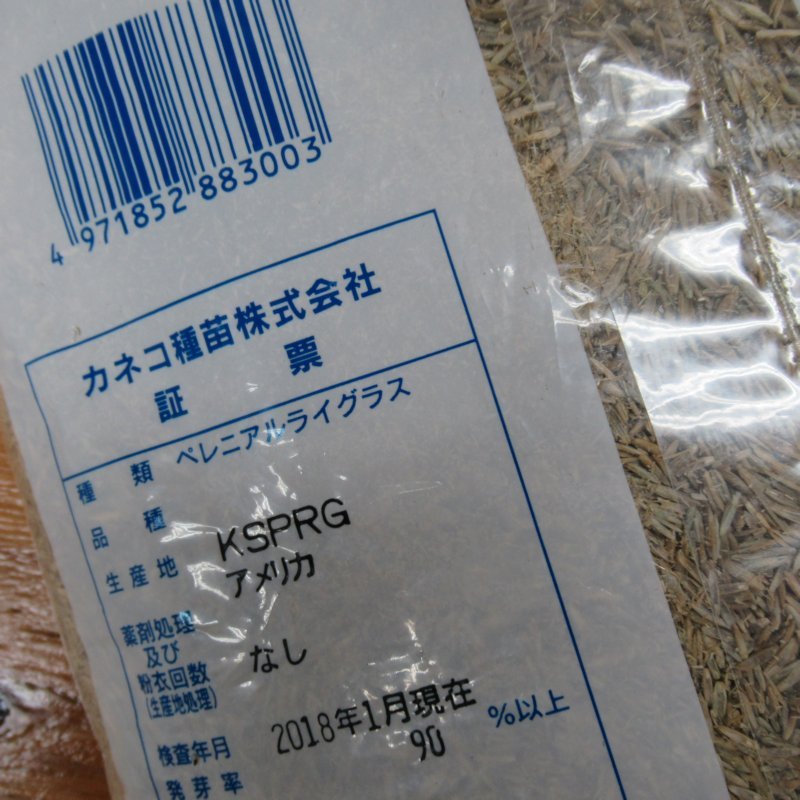 4 971852 883003
カネコ種苗株式会社
証 票
種 類 ペレニアルライグラス
品 種 KSPRG
生産地 アメリカ
薬剤処理
及び
粉衣回数 なし
(生産地処理)
検査年月 2018年1月現在
発芽率 90 %以上